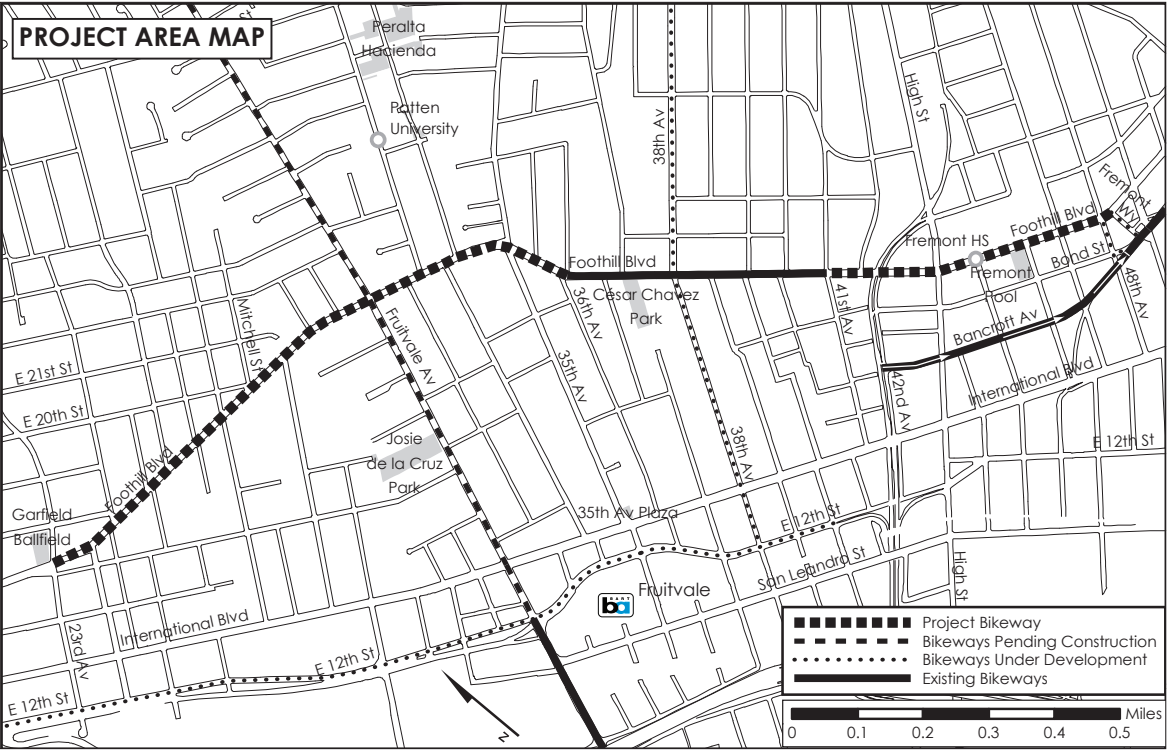 PROJECT AREA MAP
Peralta
Hacienda
Patten
University
38th Av
High St
Fremont
Wy
Foothill Blvd
Fremont HS
Bond St
Foothill Blvd
Fremont
Pool
48th Av
César Chavez
Park
36th Av
41st Av
Mitchell St
Fruitvale Av
Bancroft Av
35th Av
42nd Av
International Blvd
E 21st St
E 20th St
38th Av
E 12th St
Josie
de la Cruz
Park
Foothill Blvd
Garfield
Ballfield
35th Av Plaza
E 12th St
San Leandro St
High St
BART
ba
Fruitvale
International Blvd
23rd Av
E 12th St
E 12th St
Project Bikeway
Bikeways Pending Construction
Bikeways Under Development
Existing Bikeways
Z
Miles
0 0.1 0.2 0.3 0.4 0.5